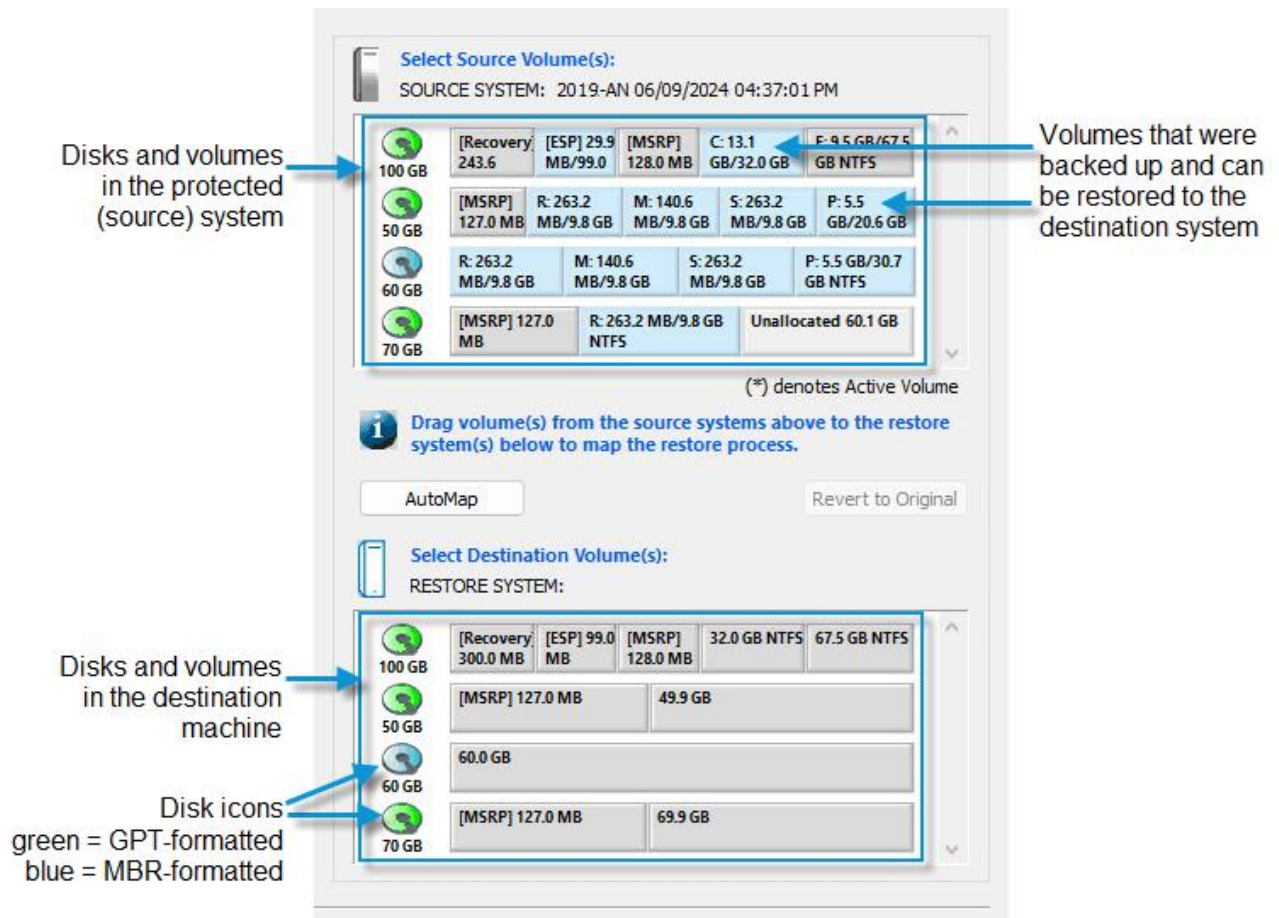 Select Source Volume(s):
SOURCE SYSTEM: 2019-AN 06/09/2024 04:37:01 PM
Disks and volumes
in the protected
(source) system
100 GB
[Recovery
243.6
[ESP] 29.9
MB/99.0
[MSRP]
128.0 MB
C: 13.1
GB/32.0 GB
9.5 GB/67.5
GB NTFS
50 GB
[MSRP]
127.0 MB
R: 263.2
MB/9.8 GB
M: 140.6
MB/9.8 GB
S: 263.2
MB/9.8 GB
P: 5.5
GB/20.6 GB
60 GB
R: 263.2
MB/9.8 GB
M: 140.6
MB/9.8 GB
S: 263.2
MB/9.8 GB
P: 5.5 GB/30.7
GB NTFS
70 GB
[MSRP] 127.0
MB
R: 263.2 MB/9.8 GB
NTFS
Unallocated 60.1 GB
Volumes that were
backed up and can
be restored to the
destination system
(*) denotes Active Volume
Drag volume(s) from the source systems above to the restore
system(s) below to map the restore process.
AutoMap
Revert to Original
Select Destination Volume(s):
RESTORE SYSTEM:
Disks and volumes
in the destination
machine
100 GB
[Recovery
300.0 MB
[ESP] 99.0
MB
[MSRP]
128.0 MB
32.0 GB NTFS
67.5 GB NTFS
50 GB
[MSRP] 127.0 MB
49.9 GB
60 GB
60.0 GB
70 GB
[MSRP] 127.0 MB
69.9 GB
Disk icons
green = GPT-formatted
blue = MBR-formatted